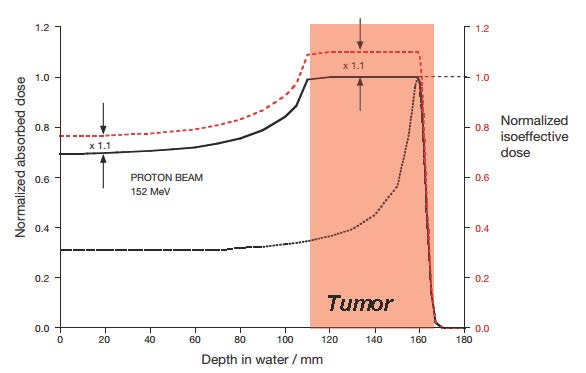 1.2
1.0
0.8
0.6
0.4
0.2
0.0
Normalized absorbed dose
x 1.1
x 1.1
PROTON BEAM
152 MeV
Tumor
1.2
1.0
0.8
0.6
0.4
0.2
0.0
Normalized
isoeffective
dose
0 20 40 60 80 100 120 140 160 180
Depth in water / mm